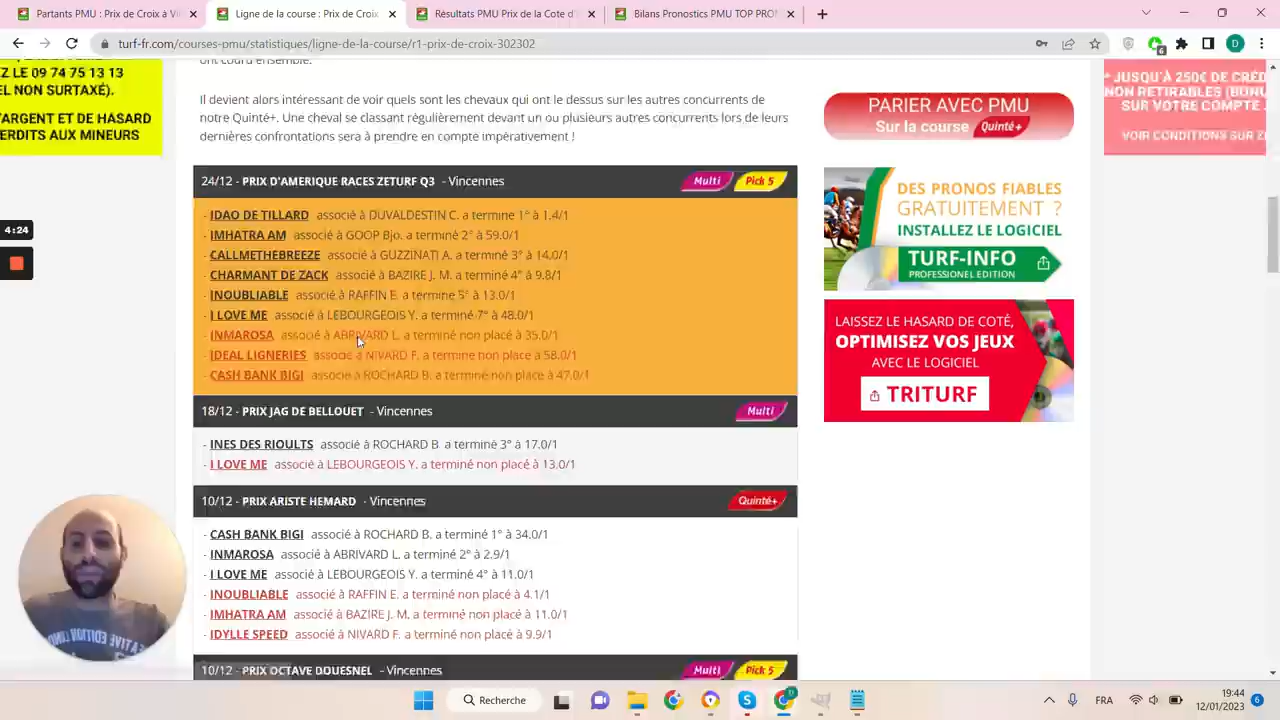 Partants PMU : Prix de Croix à Vi
Ligne de la course : Prix de Croix
Résultats PMU Prix de la Cote d'
Bilans Pronostics PMU TOP PRO
turf-fr.com/courses-pmu/statistiques/ligne-de-la-course/r1-prix-de-croix-302302
D
6
EZ LE 09 74 75 13 13
EL NON SURTAXÉ).
'ARGENT ET DE HASARD
ERDITS AUX MINEURS
4:24
ont couru ensemble.
Il devient alors intéressant de voir quels sont les chevaux qui ont le dessus sur les autres concurrents de
notre Quinté+. Une cheval se classant régulièrement devant un ou plusieurs autres concurrents lors de leurs
dernières confrontations sera à prendre en compte impérativement !
24/12 - PRIX D'AMERIQUE RACES ZETURF Q3 - Vincennes
Multi Pick 5
- IDAO DE TILLARD associé à DUVALDESTIN C. a terminé 1° à 1.4/1
- IMHATRA AM associé à GOOP Bjo. a terminé 2° à 59.0/1
- CALLMETHEBREEZE associé à GUZZINATI A. a terminé 3° à 14.0/1
- CHARMANT DE ZACK associé à BAZIRE J. M. a terminé 4° à 9.8/1
- INOUBLIABLE associé à RAFFIN E. a terminé 5° à 13.0/1
- I LOVE ME associé à LEBOURGEOIS Y. a terminé 7° à 48.0/1
- INMAROSA associé à ABRIVARD L. a terminé non placé à 35.0/1
- IDEAL LIGNERIES associé à NIVARD F. a terminé non placé à 58.0/1
- CASH BANK BIGI associé à ROCHARD B. a terminé non placé à 47.0/1
18/12 - PRIX JAG DE BELLOUET - Vincennes
Multi
- INES DES RIOULTS associé à ROCHARD B. a terminé 3° à 17.0/1
- I LOVE ME associé à LEBOURGEOIS Y. a terminé non placé à 13.0/1
10/12 - PRIX ARISTE HEMARD - Vincennes
Quinté+
- CASH BANK BIGI associé à ROCHARD B. a terminé 1° à 34.0/1
- INMAROSA associé à ABRIVARD L. a terminé 2° à 2.9/1
- I LOVE ME associé à LEBOURGEOIS Y. a terminé 4° à 11.0/1
- INOUBLIABLE associé à RAFFIN E. a terminé non placé à 4.1/1
- IMHATRA AM associé à BAZIRE J. M. a terminé non placé à 11.0/1
- IDYLLE SPEED associé à NIVARD F. a terminé non placé à 9.9/1
10/12 - PRIX OCTAVE DOUESNEL - Vincennes
Multi Pick 5
PARIER AVEC PMU
Sur la course Quinté+
DES PRONOS FIABLES
GRATUITEMENT ?
INSTALLEZ LE LOGICIEL
TURF-INFO
PROFESSIONEL EDITION
LAISSEZ LE HASARD DE COTÉ,
OPTIMISEZ VOS JEUX
AVEC LE LOGICIEL
TRITURF
* JUSQU'À 250€ DE CRÉD
NON RETIRABLES (BONU
SUR VOTRE COMPTE
VOIR CONDITIONS SUR Z
Recherche
FRA
19:44
12/01/2023
6